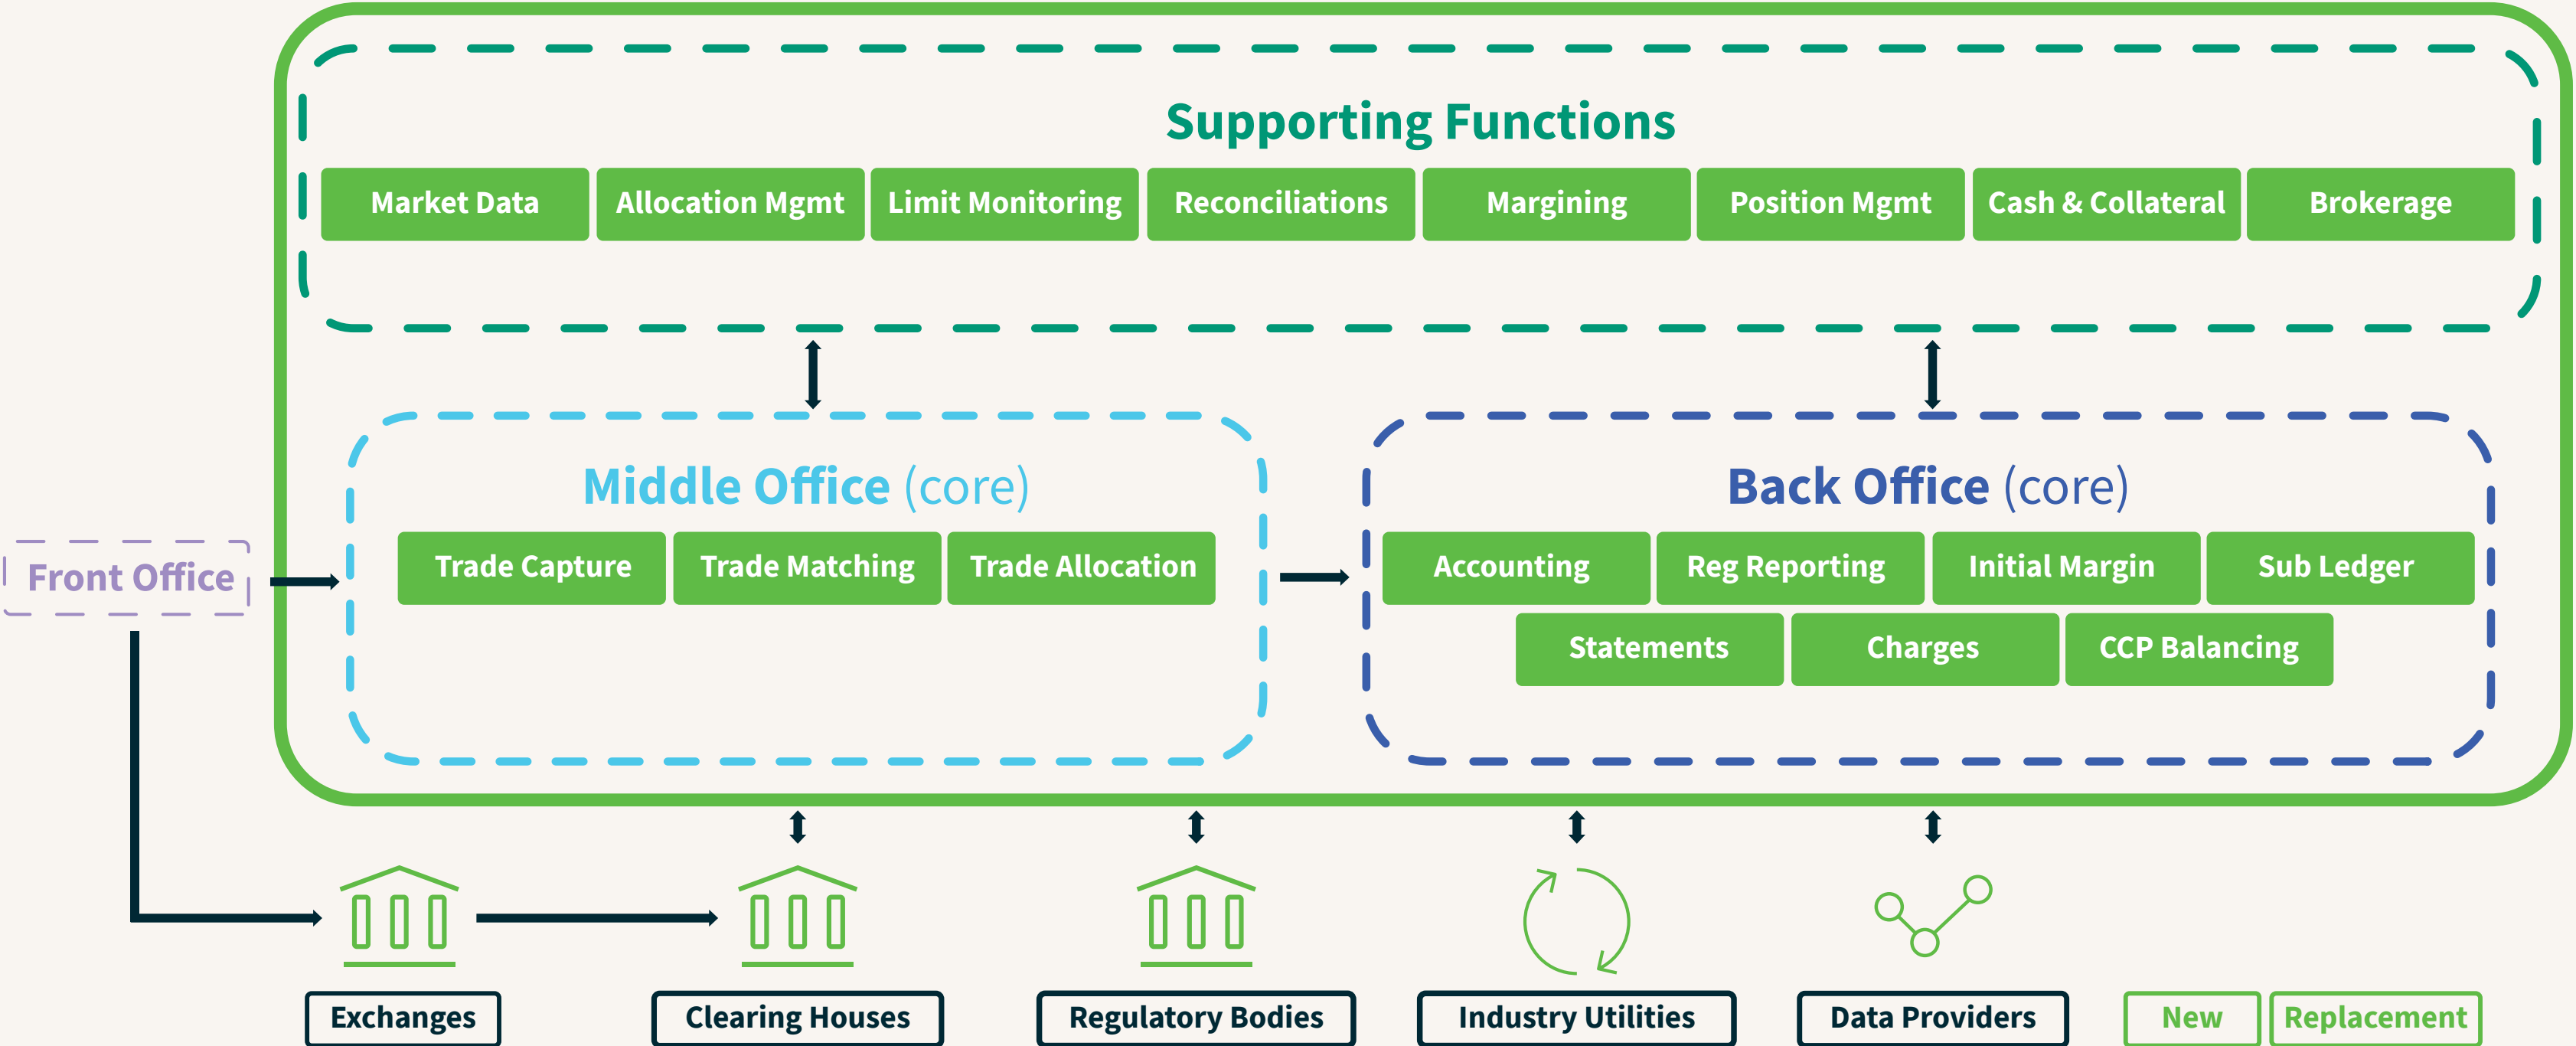 Supporting Functions
Market Data
Allocation Mgmt
Limit Monitoring
Reconciliations
Margining
Position Mgmt
Cash & Collateral
Brokerage
Front Office
Middle Office (core)
Trade Capture
Trade Matching
Trade Allocation
Back Office (core)
Accounting
Reg Reporting
Initial Margin
Sub Ledger
Statements
Charges
CCP Balancing
Exchanges
Clearing Houses
Regulatory Bodies
Industry Utilities
Data Providers
New
Replacement